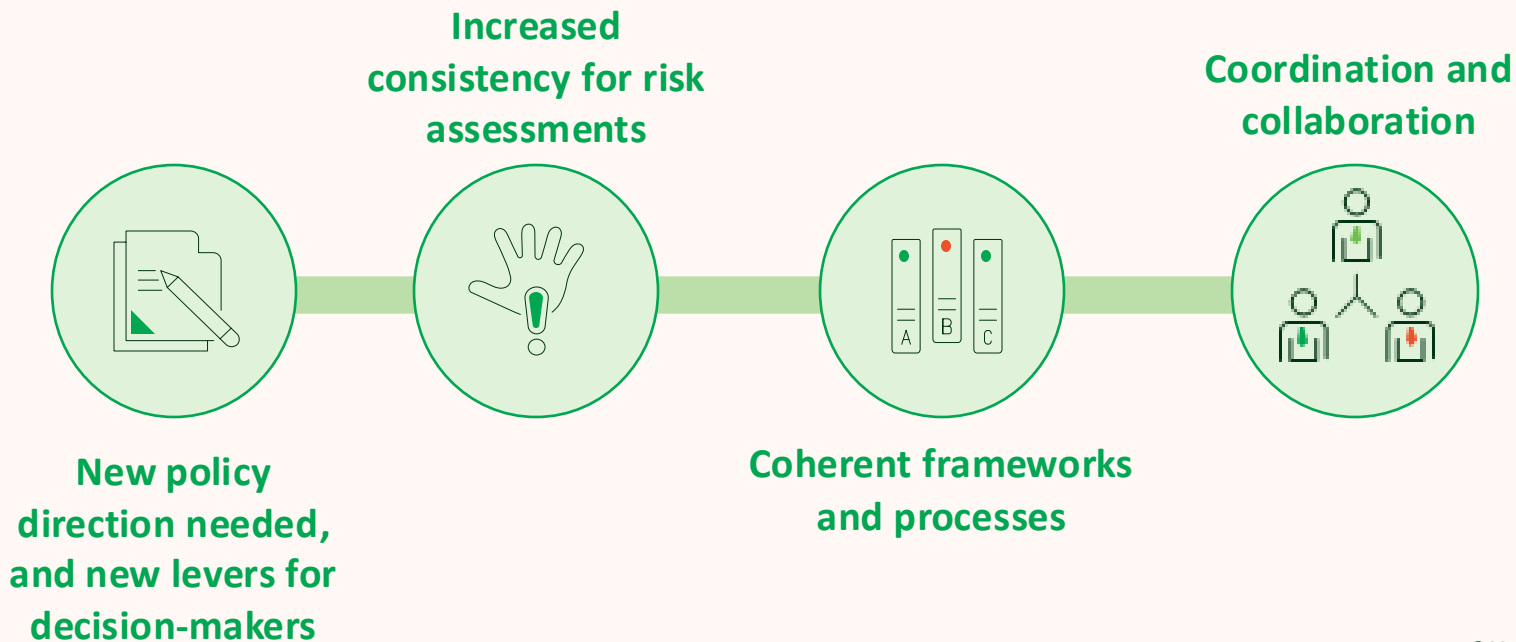 New policy
direction needed,
and new levers for
decision-makers
Increased
consistency for risk
assessments
A
B
C
Coherent frameworks
and processes
Coordination and
collaboration